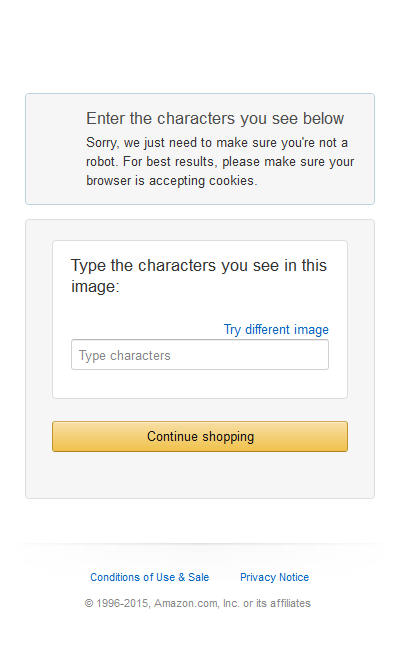 Enter the characters you see below
Sorry, we just need to make sure you're not a
robot. For best results, please make sure your
browser is accepting cookies.
Type the characters you see in this
image:
Try different image
Type characters
Continue shopping
Conditions of Use & Sale Privacy Notice
© 1996-2015, Amazon.com, Inc. or its affiliates